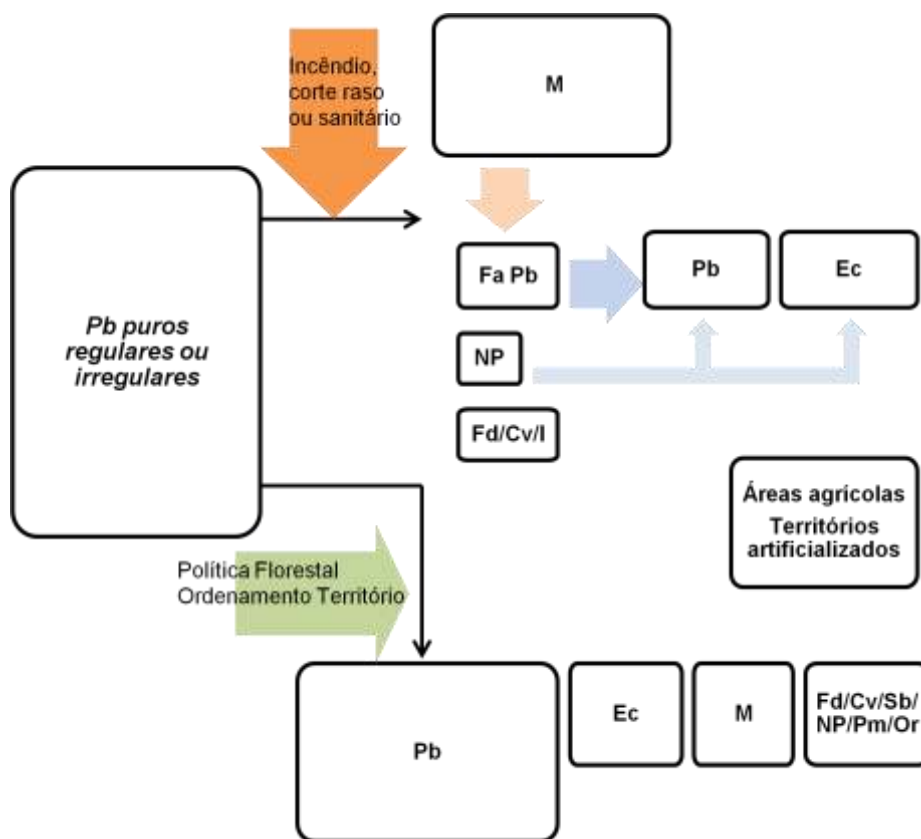 Incêndio,
corte raso
ou sanitário
M
Pb puros
regulares ou
irregulares
Fa Pb
Pb
Ec
NP
Fd/Cv/I
Áreas agrícolas
Territórios
artificializados
Política Florestal
Ordenamento Território
Pb
Ec
M
Fd/Cv/Sb/
NP/Pm/Or